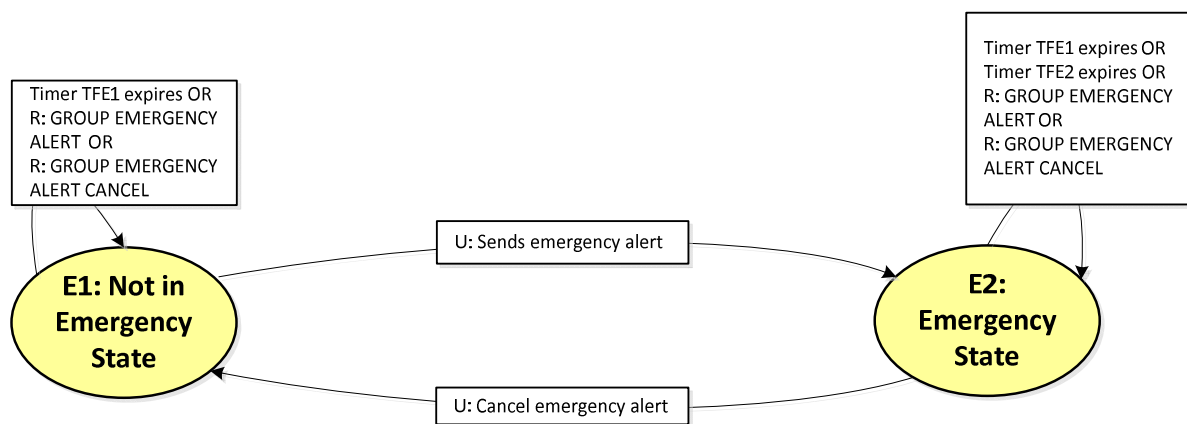 Timer TFE1 expires OR
R: GROUP EMERGENCY
ALERT OR
R: GROUP EMERGENCY
ALERT CANCEL
Timer TFE1 expires OR
Timer TFE2 expires OR
R: GROUP EMERGENCY
ALERT OR
R: GROUP EMERGENCY
ALERT CANCEL
U: Sends emergency alert
E1: Not in
Emergency
State
E2:
Emergency
State
U: Cancel emergency alert